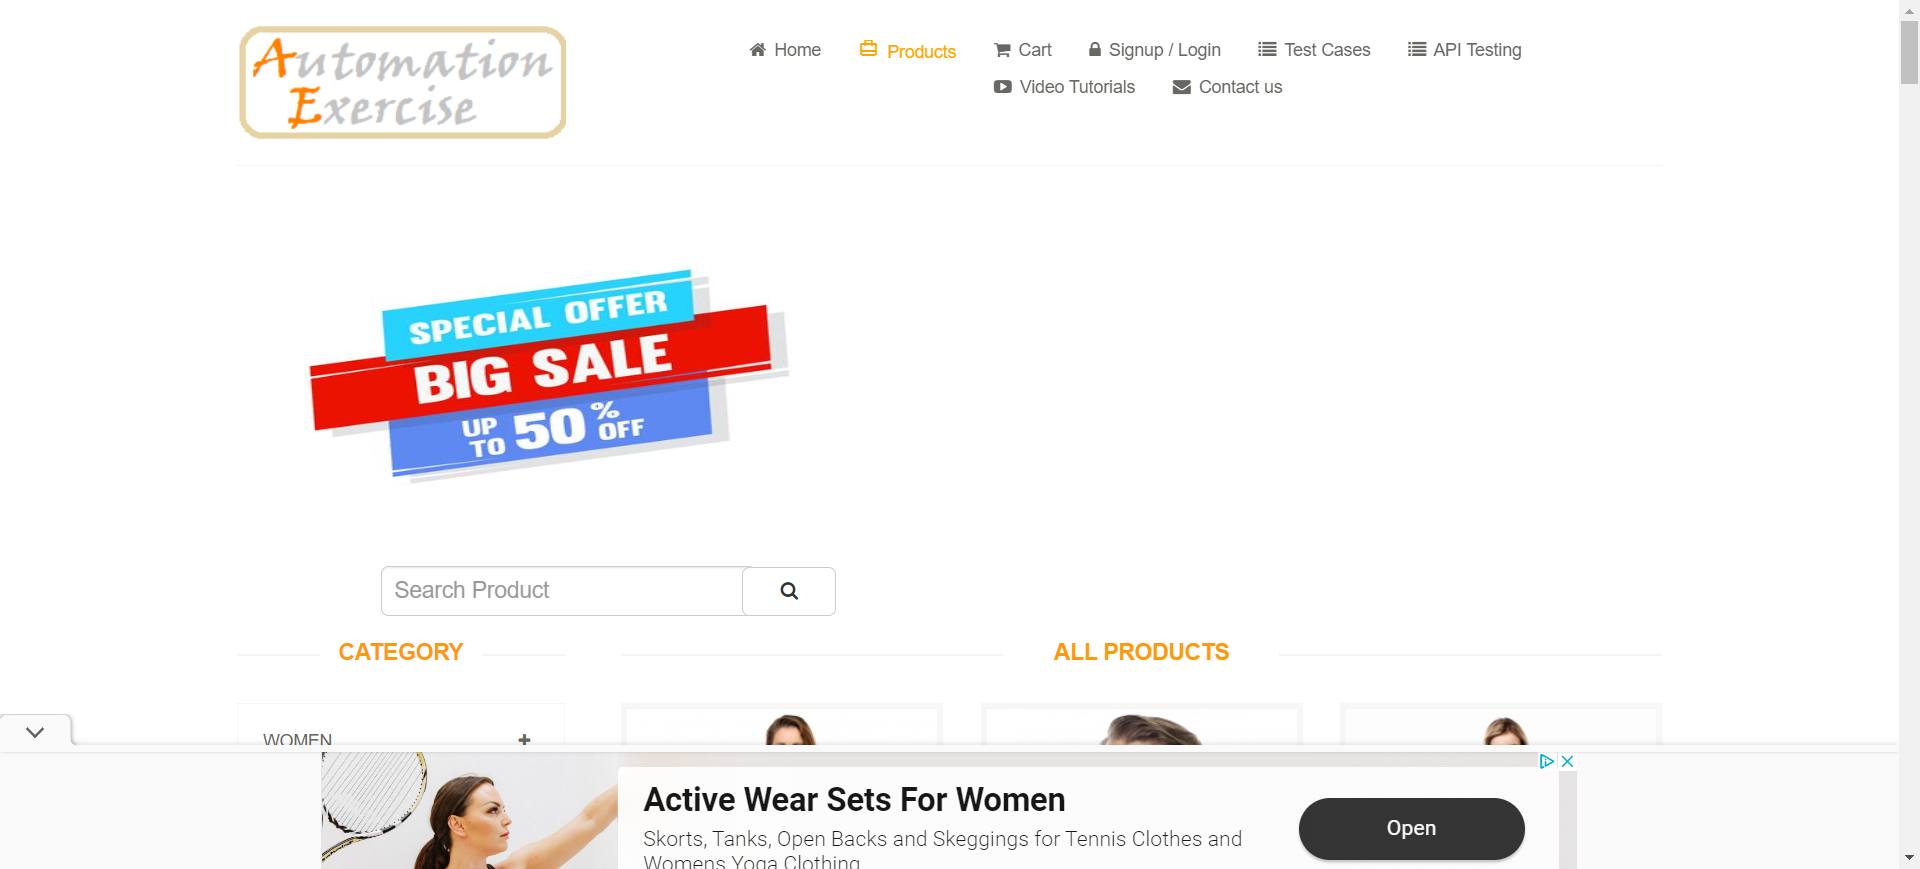 Automation
Exercise
Home
Products
Cart
Signup / Login
Test Cases
API Testing
Video Tutorials
Contact us
SPECIAL OFFER
BIG SALE
UP TO 50% OFF
Search Product
CATEGORY
ALL PRODUCTS
WOMEN
Active Wear Sets For Women
Skorts, Tanks, Open Backs and Skeggings for Tennis Clothes and
Womens Yoga Clothing
Open